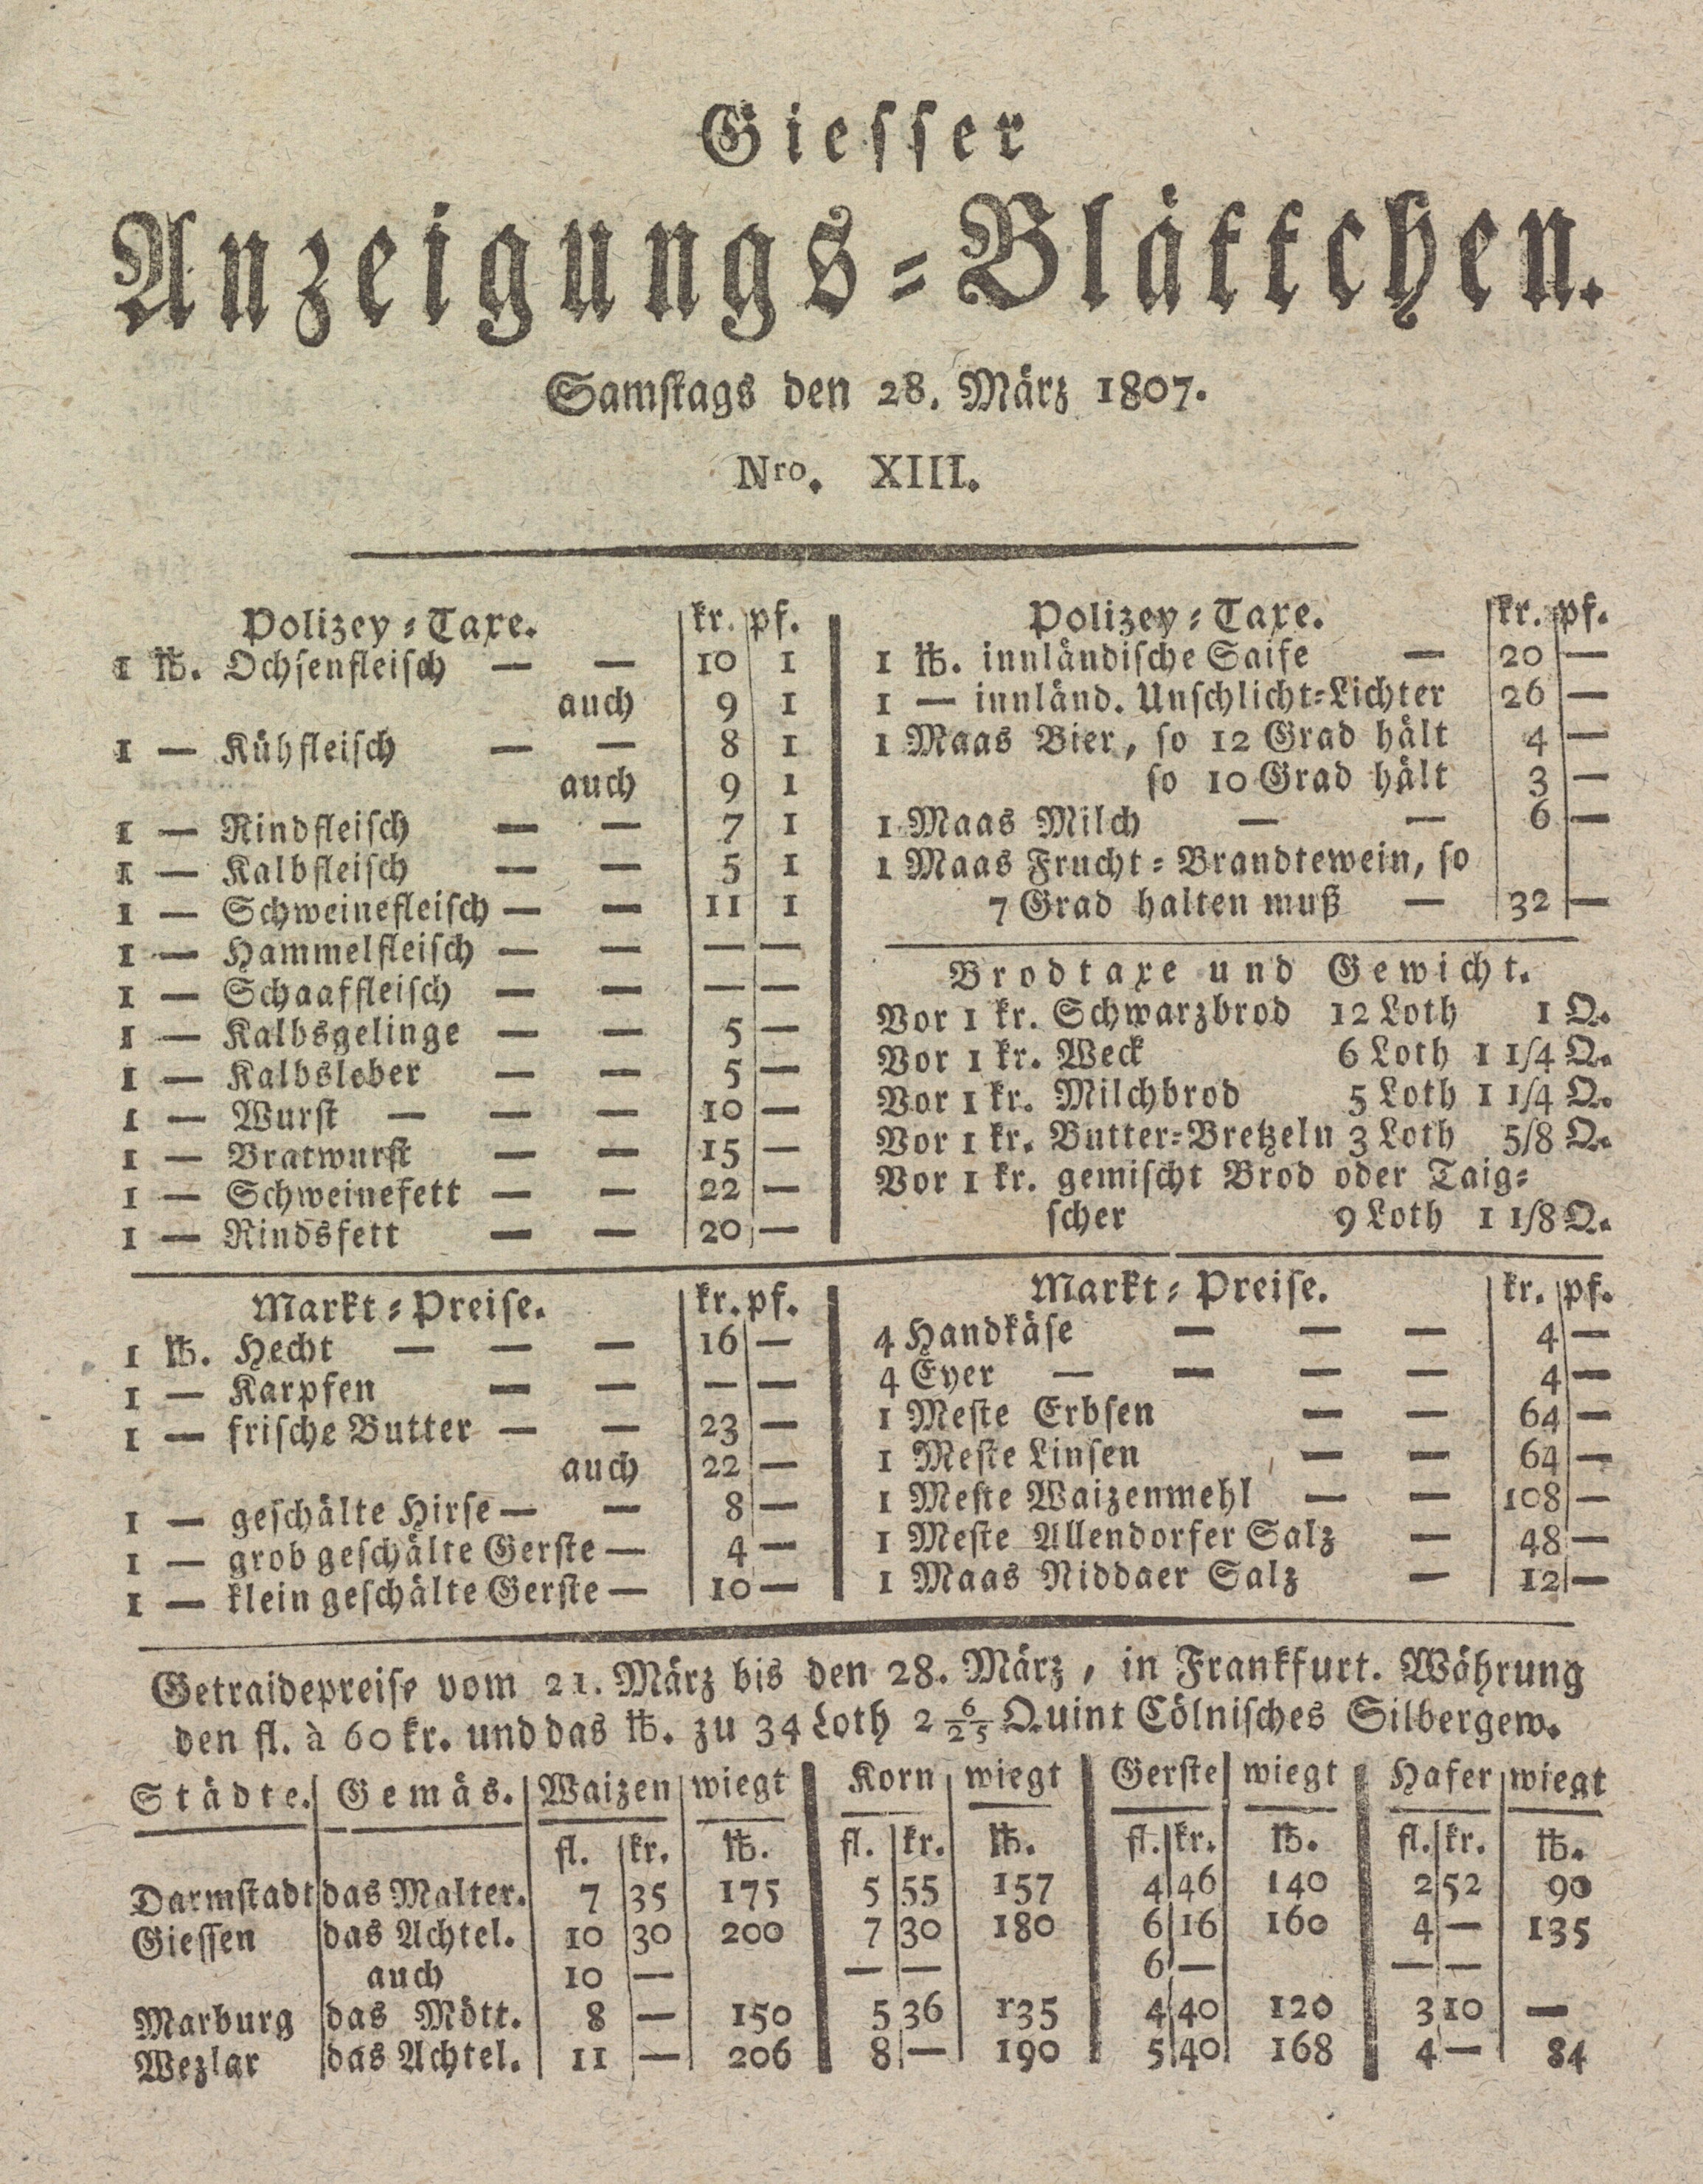 Giesser
Anzeigungs-Blättchen.
Samstags den 28. März 1807.
Nro. XIII.
Polizey-Taxe. kr. pf.
1 ℔. Ochsenfleisch — — 10 1
auch 9 1
1 — Kühfleisch — — 8 1
auch 9 1
1 — Rindfleisch — — 7 1
1 — Kalbfleisch — — 5 1
1 — Schweinefleisch — — 11 1
1 — Hammelfleisch — — — —
1 — Schaaffleisch — — — —
1 — Kalbsgelinge — — 5 —
1 — Kalbsleber — — 5 —
1 — Wurst — — — 10 —
1 — Bratwurst — — 15 —
1 — Schweinefett — — 22 —
1 — Rindsfett — — 20 —
Polizey-Taxe. kr. pf.
1 ℔. innländische Saife — 20 —
1 — innländ. Unschlicht-Lichter 26 —
1 Maas Bier, so 12 Grad hält 4 —
so 10 Grad hält 3 —
1 Maas Milch — — 6 —
1 Maas Frucht-Brandtewein, so
7 Grad halten muß — 32 —
Brodtaxe und Gewicht.
Vor 1 kr. Schwarzbrod 12 Loth 1 Q.
Vor 1 kr. Weck 6 Loth 1 1/4 Q.
Vor 1 kr. Milchbrod 5 Loth 1 1/4 Q.
Vor 1 kr. Butter-Bretzeln 3 Loth 5/8 Q.
Vor 1 kr. gemischt Brod oder Taig-
scher 9 Loth 1 1/8 Q.
Markt-Preise. kr. pf.
1 ℔. Hecht — — — 16 —
1 — Karpfen — — — —
1 — frische Butter — — 23 —
auch 22 —
1 — geschälte Hirse — — 8 —
1 — grob geschälte Gerste — 4 —
1 — klein geschälte Gerste — 10 —
Markt-Preise. kr. pf.
4 Handkäse — — — 4 —
4 Eyer — — — — 4 —
1 Meste Erbsen — — 64 —
1 Meste Linsen — — 64 —
1 Meste Waizenmehl — — 108 —
1 Meste Allendorfer Salz — 48 —
1 Maas Niddaer Salz — 12 —
Getraidepreise vom 21. März bis den 28. März, in Frankfurt. Währung
den fl. à 60 kr. und das ℔. zu 34 Loth 2 6/25 Quint Cölnisches Silbergew.
Städte. Gemäs. Waizen wiegt Korn wiegt Gerste wiegt Hafer wiegt
fl. kr. ℔. fl. kr. ℔. fl. kr. ℔. fl. kr. ℔.
Darmstadt das Malter. 7 35 175 5 55 157 4 46 140 2 52 90
Giessen das Achtel. 10 30 200 7 30 180 6 16 160 4 — 135
auch 10 — — — 6 — — —
Marburg das Mött. 8 — 150 5 36 135 4 40 120 3 10 —
Wezlar das Achtel. 11 — 206 8 — 190 5 40 168 4 — 84